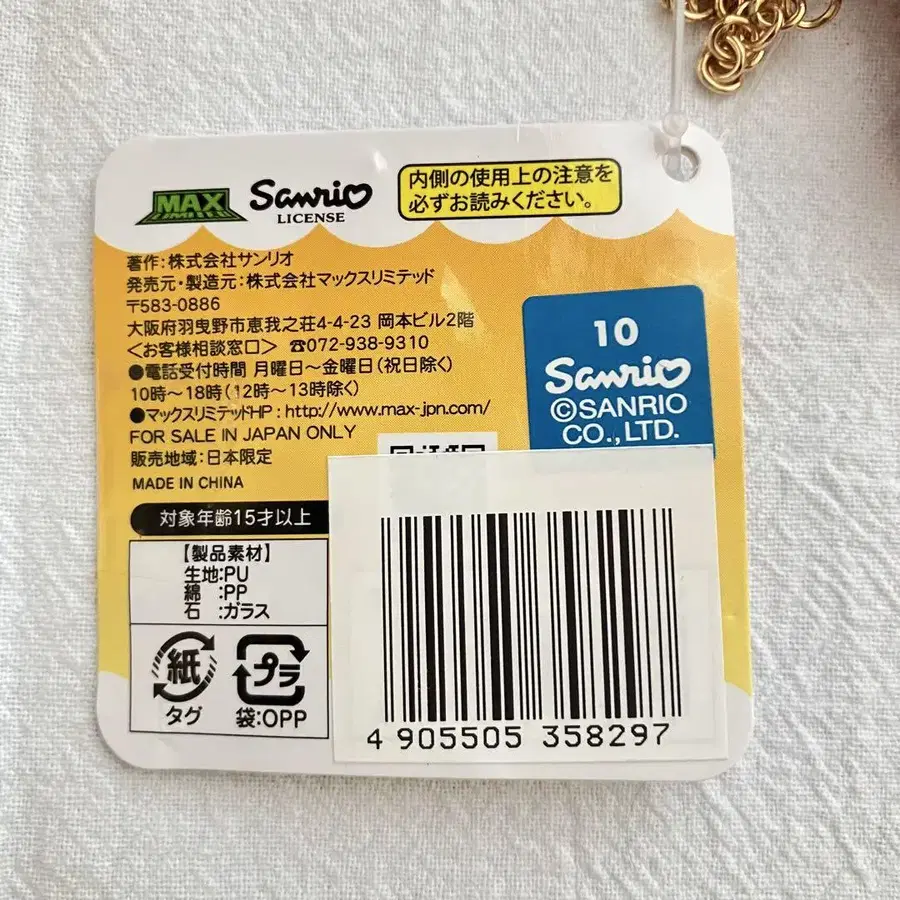 MAX
LIMITED
Sanrio
LICENSE
内側の使用上の注意を
必ずお読みください。
著作:株式会社サンリオ
発売元・製造元:株式会社マックスリミテッド
〒583-0886
大阪府羽曳野市恵我之荘4-4-23 岡本ビル2階
<お客様相談窓口> ☎072-938-9310
●電話受付時間 月曜日〜金曜日(祝日除く)
10時〜18時(12時〜13時除く)
●マックスリミテッドHP:http://www.max-jpn.com/
FOR SALE IN JAPAN ONLY
販売地域:日本限定
MADE IN CHINA
対象年齢15才以上
【製品素材】
生地:PU
綿 :PP
石 :ガラス
紙
タグ
プラ
袋:OPP
10
Sanrio
©SANRIO
CO.,LTD.
4 905505 358297